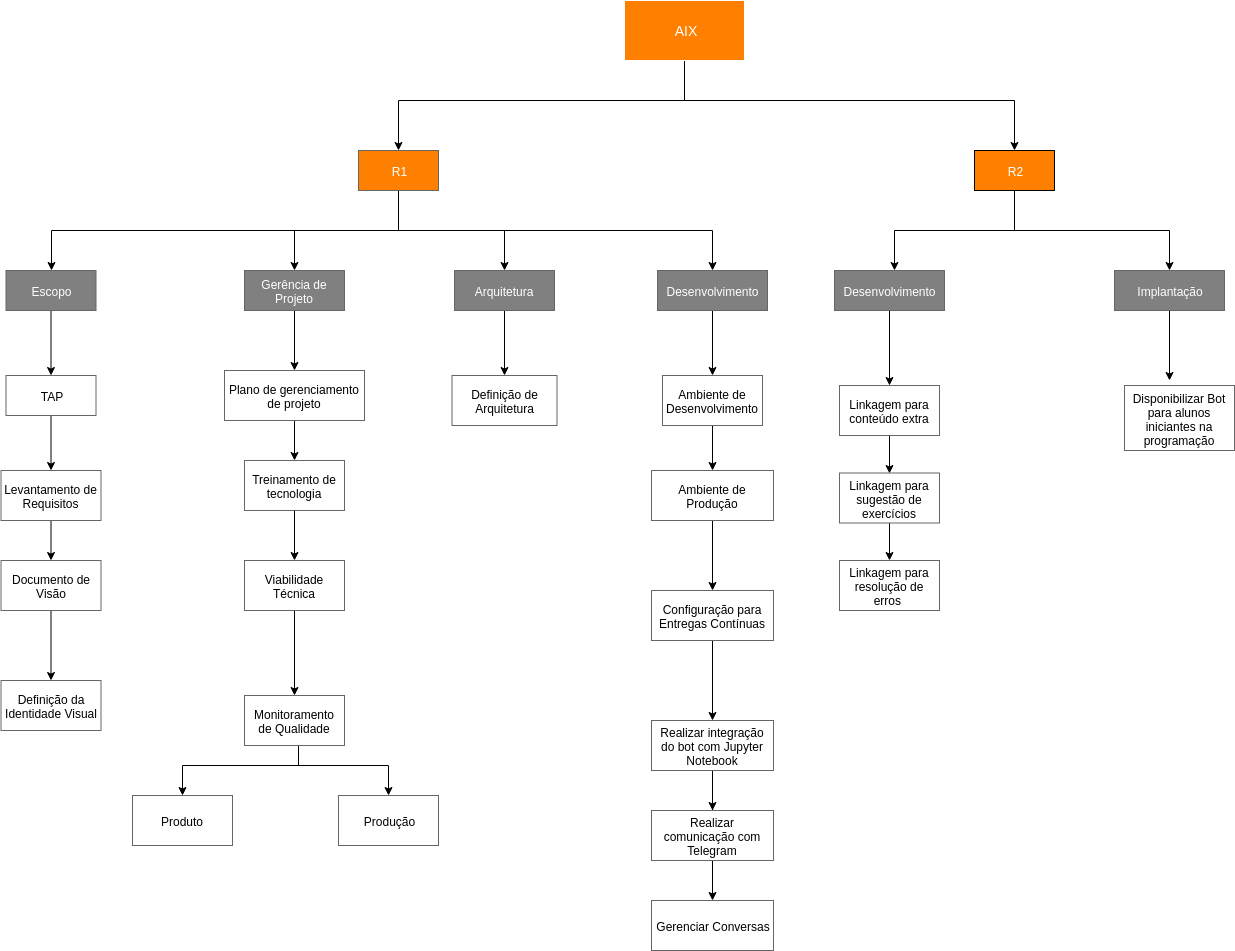 AIX
R1
R2
Escopo
Gerência de
Projeto
Arquitetura
Desenvolvimento
Desenvolvimento
Implantação
TAP
Levantamento de
Requisitos
Documento de
Visão
Definição da
Identidade Visual
Plano de gerenciamento
de projeto
Treinamento de
tecnologia
Viabilidade
Técnica
Monitoramento
de Qualidade
Produto
Produção
Definição de
Arquitetura
Ambiente de
Desenvolvimento
Ambiente de
Produção
Configuração para
Entregas Contínuas
Realizar integração
do bot com Jupyter
Notebook
Realizar
comunicação com
Telegram
Gerenciar Conversas
Linkagem para
conteúdo extra
Linkagem para
sugestão de
exercícios
Linkagem para
resolução de
erros
Disponibilizar Bot
para alunos
iniciantes na
programação